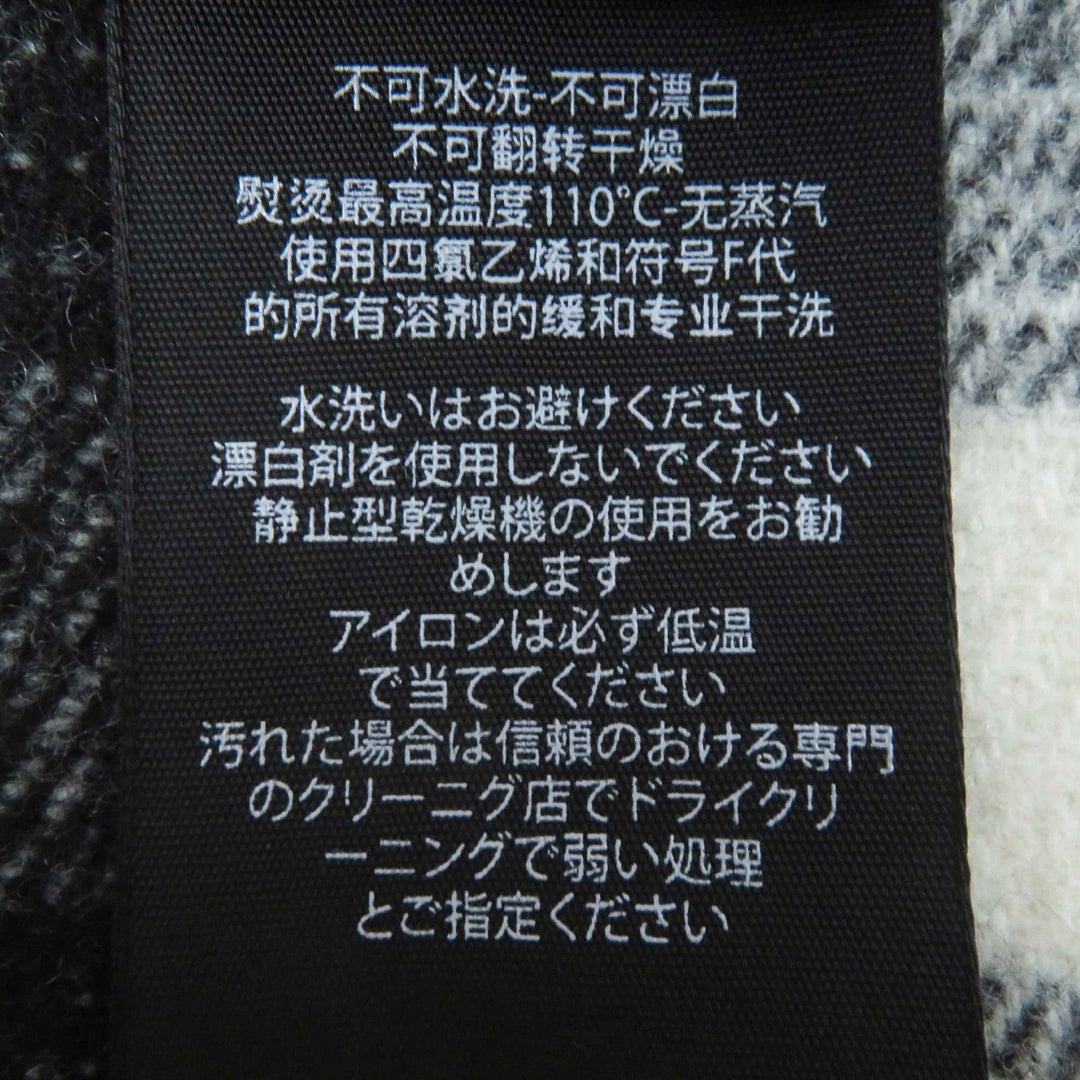 不可水洗-不可漂白
不可翻转干燥
熨烫最高温度110℃-无蒸汽
使用四氯乙烯和符号F代
的所有溶剂的缓和专业干洗
水洗いはお避けください
漂白剤を使用しないでください
静止型乾燥機の使用をお勧
めします
アイロンは必ず低温
で当ててください
汚れた場合は信頼のおける専門
のクリーニング店でドライクリ
ーニングで弱い処理
とご指定ください